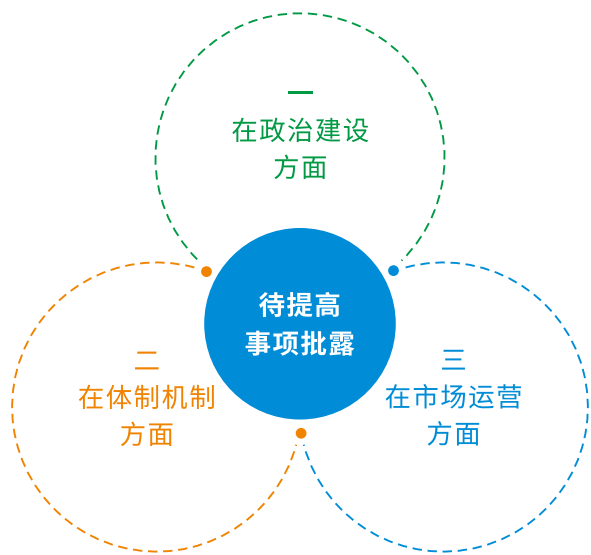 一
在政治建设
方面
待提高
事项批露
二
在体制机制
方面
三
在市场运营
方面